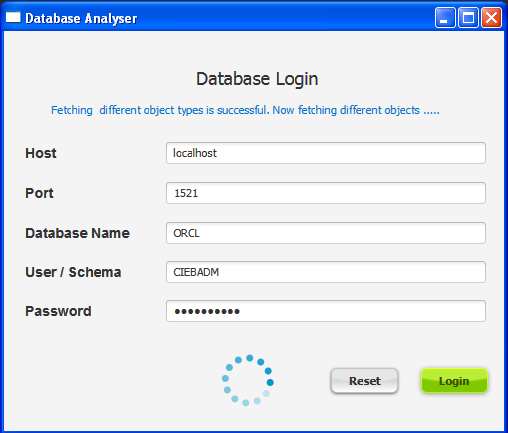 Database Analyser
Database Login
Fetching different object types is successful. Now fetching different objects .....
Host
localhost
Port
1521
Database Name
ORCL
User / Schema
CIEBADM
Password
●●●●●●●●●●
Reset
Login